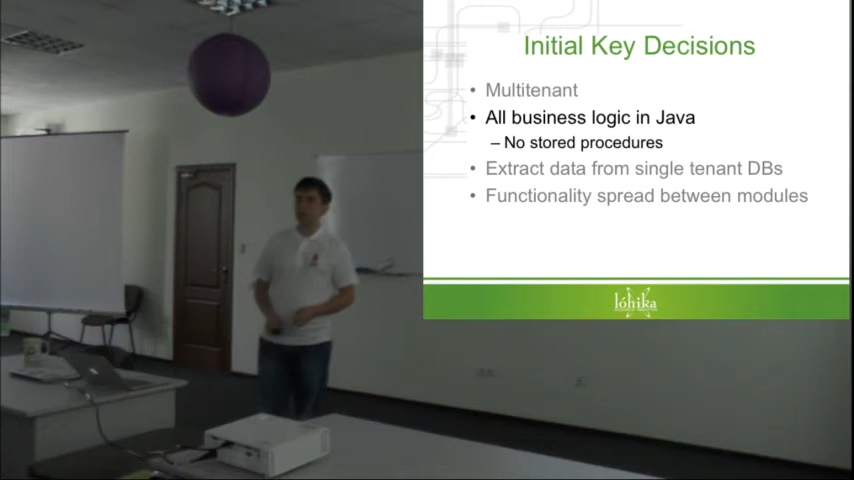 Initial Key Decisions
• Multitenant
• All business logic in Java
– No stored procedures
• Extract data from single tenant DBs
• Functionality spread between modules
lóhika